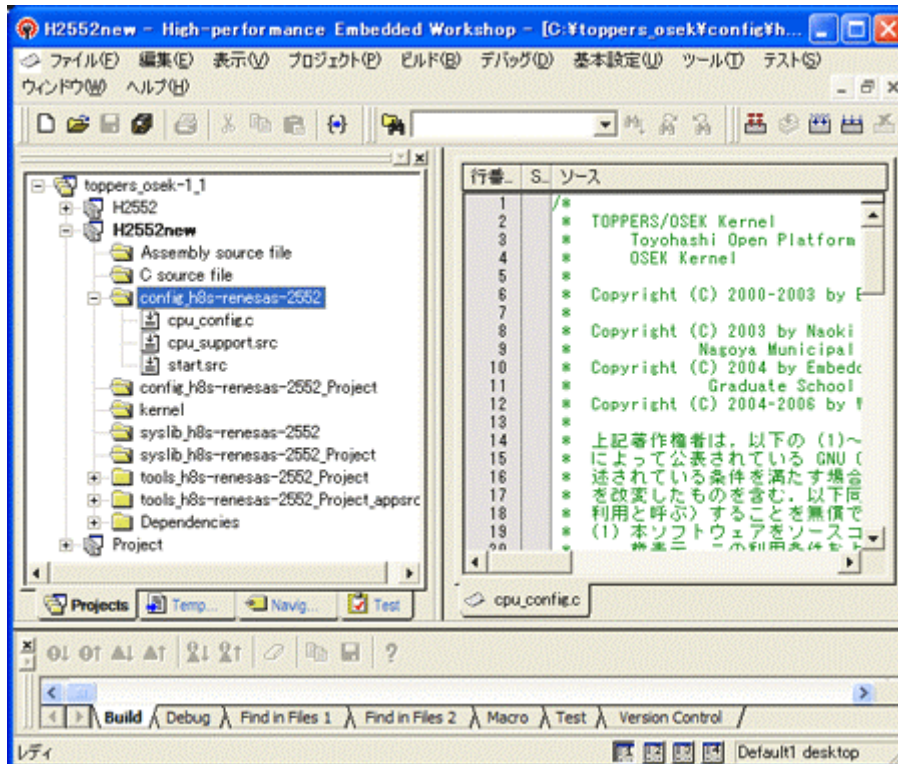 H2552new - High-performance Embedded Workshop - [C:¥toppers_osek¥config¥h...
ファイル(F) 編集(E) 表示(V) プロジェクト(P) ビルド(B) デバッグ(D) 基本設定(U) ツール(T) テスト(S)
ウィンドウ(W) ヘルプ(H)
toppers_osek-1_1
H2552
H2552new
Assembly source file
C source file
config_h8s-renesas-2552
cpu_config.c
cpu_support.src
start.src
config_h8s-renesas-2552_Project
kernel
syslib_h8s-renesas-2552
syslib_h8s-renesas-2552_Project
tools_h8s-renesas-2552_Project
tools_h8s-renesas-2552_Project_appsrc
Dependencies
Project
Projects Temp... Navig... Test
行番_ S_ ソース
1 /*
2 * TOPPERS/OSEK Kernel
3 * Toyohashi Open Platform
4 * OSEK Kernel
5 *
6 * Copyright (C) 2000-2003 by
7 *
8 * Copyright (C) 2003 by Naoki
9 * Nagoya Municipal
10 * Copyright (C) 2004 by Embedd
11 * Graduate School
12 * Copyright (C) 2004-2006 by
13 *
14 * 上記著作権者は，以下の (1)～
15 * によって公表されている GNU
16 * 述されている条件を満たす場合
17 * を改変したものを含む．以下同
18 * 利用と呼ぶ）することを無償で
19 * (1) 本ソフトウェアをソースコ
cpu_config.c
Build Debug Find in Files 1 Find in Files 2 Macro Test Version Control
レディ
1 2 3 4 Default1 desktop